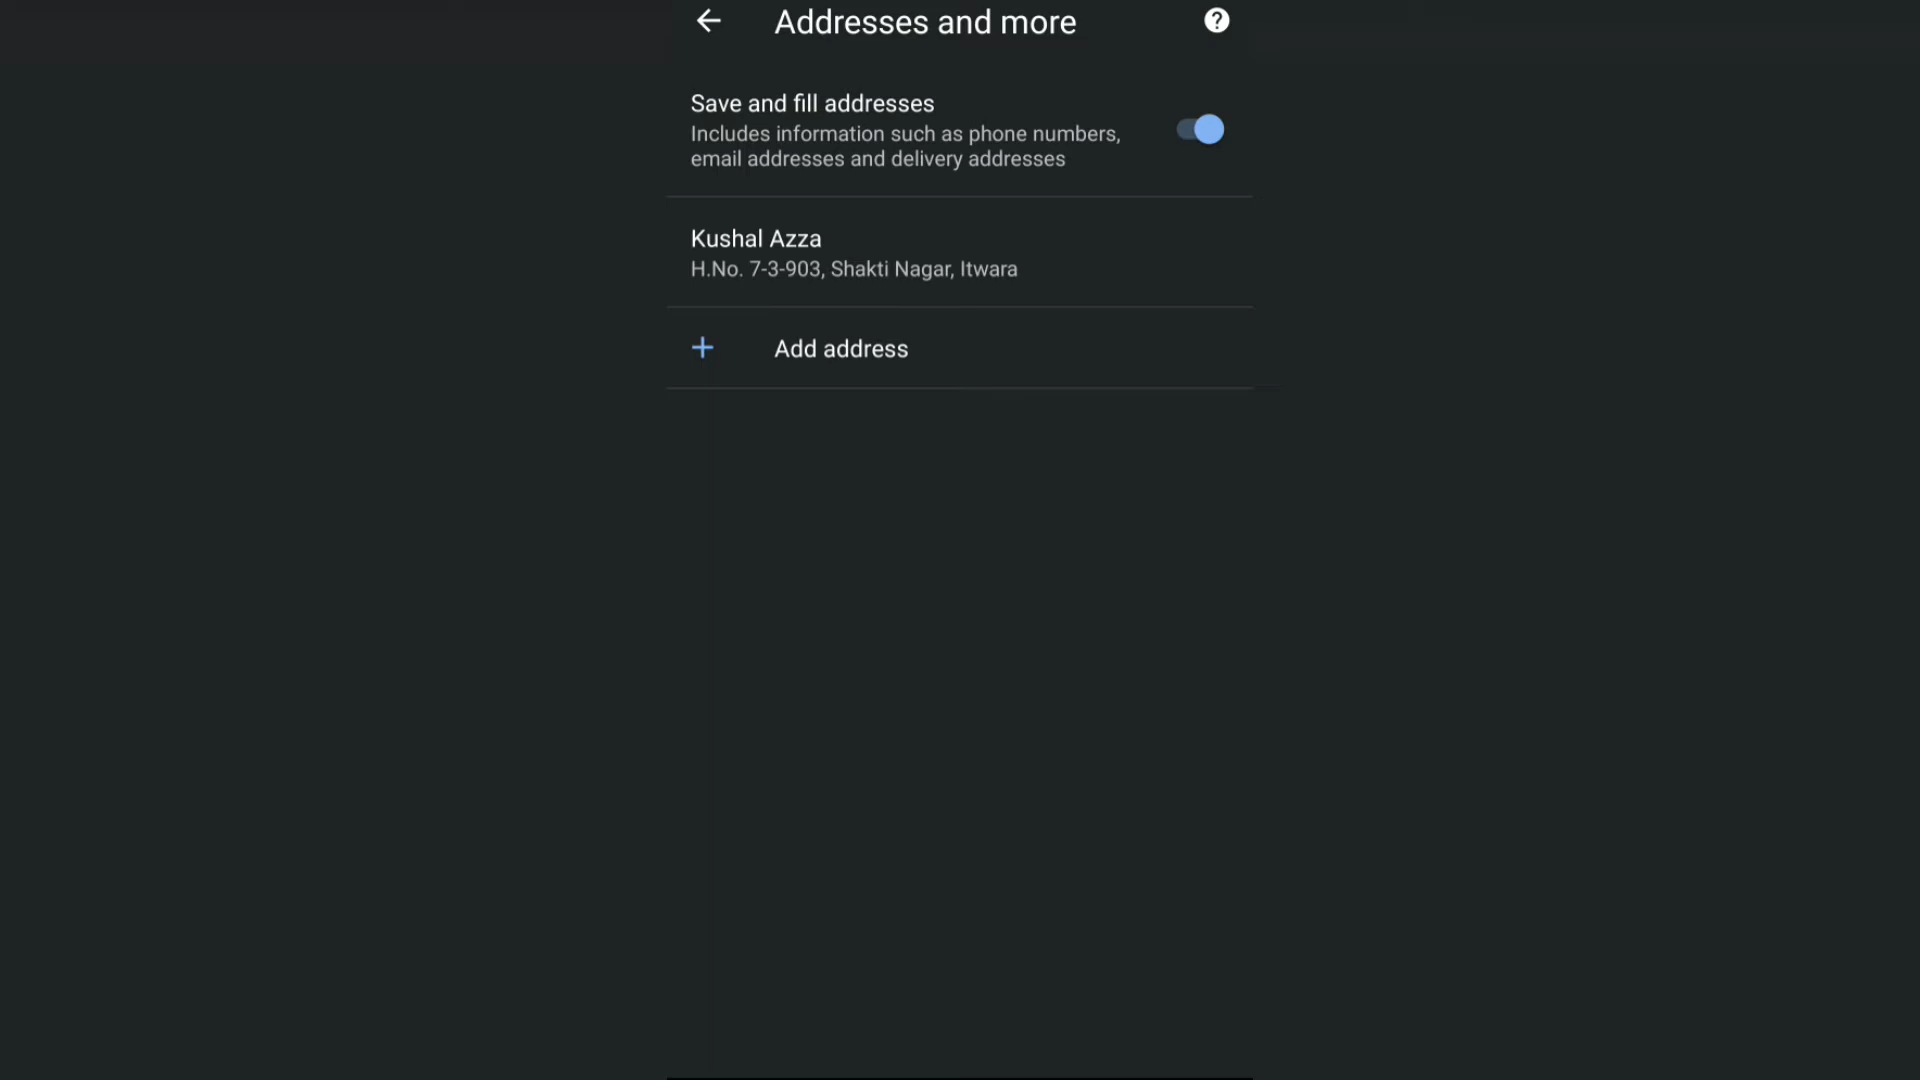 Addresses and more
Save and fill addresses
Includes information such as phone numbers,
email addresses and delivery addresses
Kushal Azza
H.No. 7-3-903, Shakti Nagar, Itwara
Add address